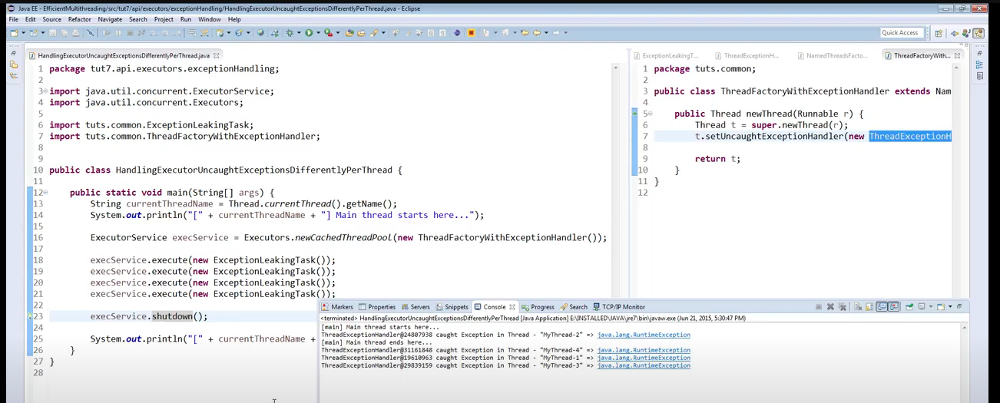 Java EE - EfficientMultithreading/src/tut7/api/executors/exceptionHandling/HandlingExecutorUncaughtExceptionsDifferentlyPerThread.java - Eclipse
File Edit Source Refactor Navigate Search Project Run Window Help
Quick Access
HandlingExecutorUncaughtExceptionsDifferentlyPerThread.java
1 package tut7.api.executors.exceptionHandling;
2
3 import java.util.concurrent.ExecutorService;
4 import java.util.concurrent.Executors;
5
6 import tuts.common.ExceptionLeakingTask;
7 import tuts.common.ThreadFactoryWithExceptionHandler;
8
9
10 public class HandlingExecutorUncaughtExceptionsDifferentlyPerThread {
11
12 public static void main(String[] args) {
13 String currentThreadName = Thread.currentThread().getName();
14 System.out.println("[" + currentThreadName + "] Main thread starts here...");
15
16 ExecutorService execService = Executors.newCachedThreadPool(new ThreadFactoryWithExceptionHandler());
17
18 execService.execute(new ExceptionLeakingTask());
19 execService.execute(new ExceptionLeakingTask());
20 execService.execute(new ExceptionLeakingTask());
21 execService.execute(new ExceptionLeakingTask());
22
23 execService.shutdown();
24
25 System.out.println("[" + currentThreadName +
26 }
27 }
28
ExceptionLeakingT... ThreadExceptionH... NamedThreadsFacto... ThreadFactoryWith...
1 package tuts.common;
2
3 public class ThreadFactoryWithExceptionHandler extends Nam
4
5 public Thread newThread(Runnable r) {
6 Thread t = super.newThread(r);
7 t.setUncaughtExceptionHandler(new ThreadExceptionH
8
9 return t;
10 }
11 }
12
Markers Properties Servers Snippets Console Progress Search TCP/IP Monitor
<terminated> HandlingExecutorUncaughtExceptionsDifferentlyPerThread [Java Application] E:\INSTALLED\JAVA\jre7\bin\javaw.exe (Jun 21, 2015, 5:30:47 PM)
[main] Main thread starts here...
ThreadExceptionHandler@24807938 caught Exception in Thread - "MyThread-2" => java.lang.RuntimeException
[main] Main thread ends here...
ThreadExceptionHandler@31161848 caught Exception in Thread - "MyThread-4" => java.lang.RuntimeException
ThreadExceptionHandler@19610963 caught Exception in Thread - "MyThread-1" => java.lang.RuntimeException
ThreadExceptionHandler@29839159 caught Exception in Thread - "MyThread-3" => java.lang.RuntimeException